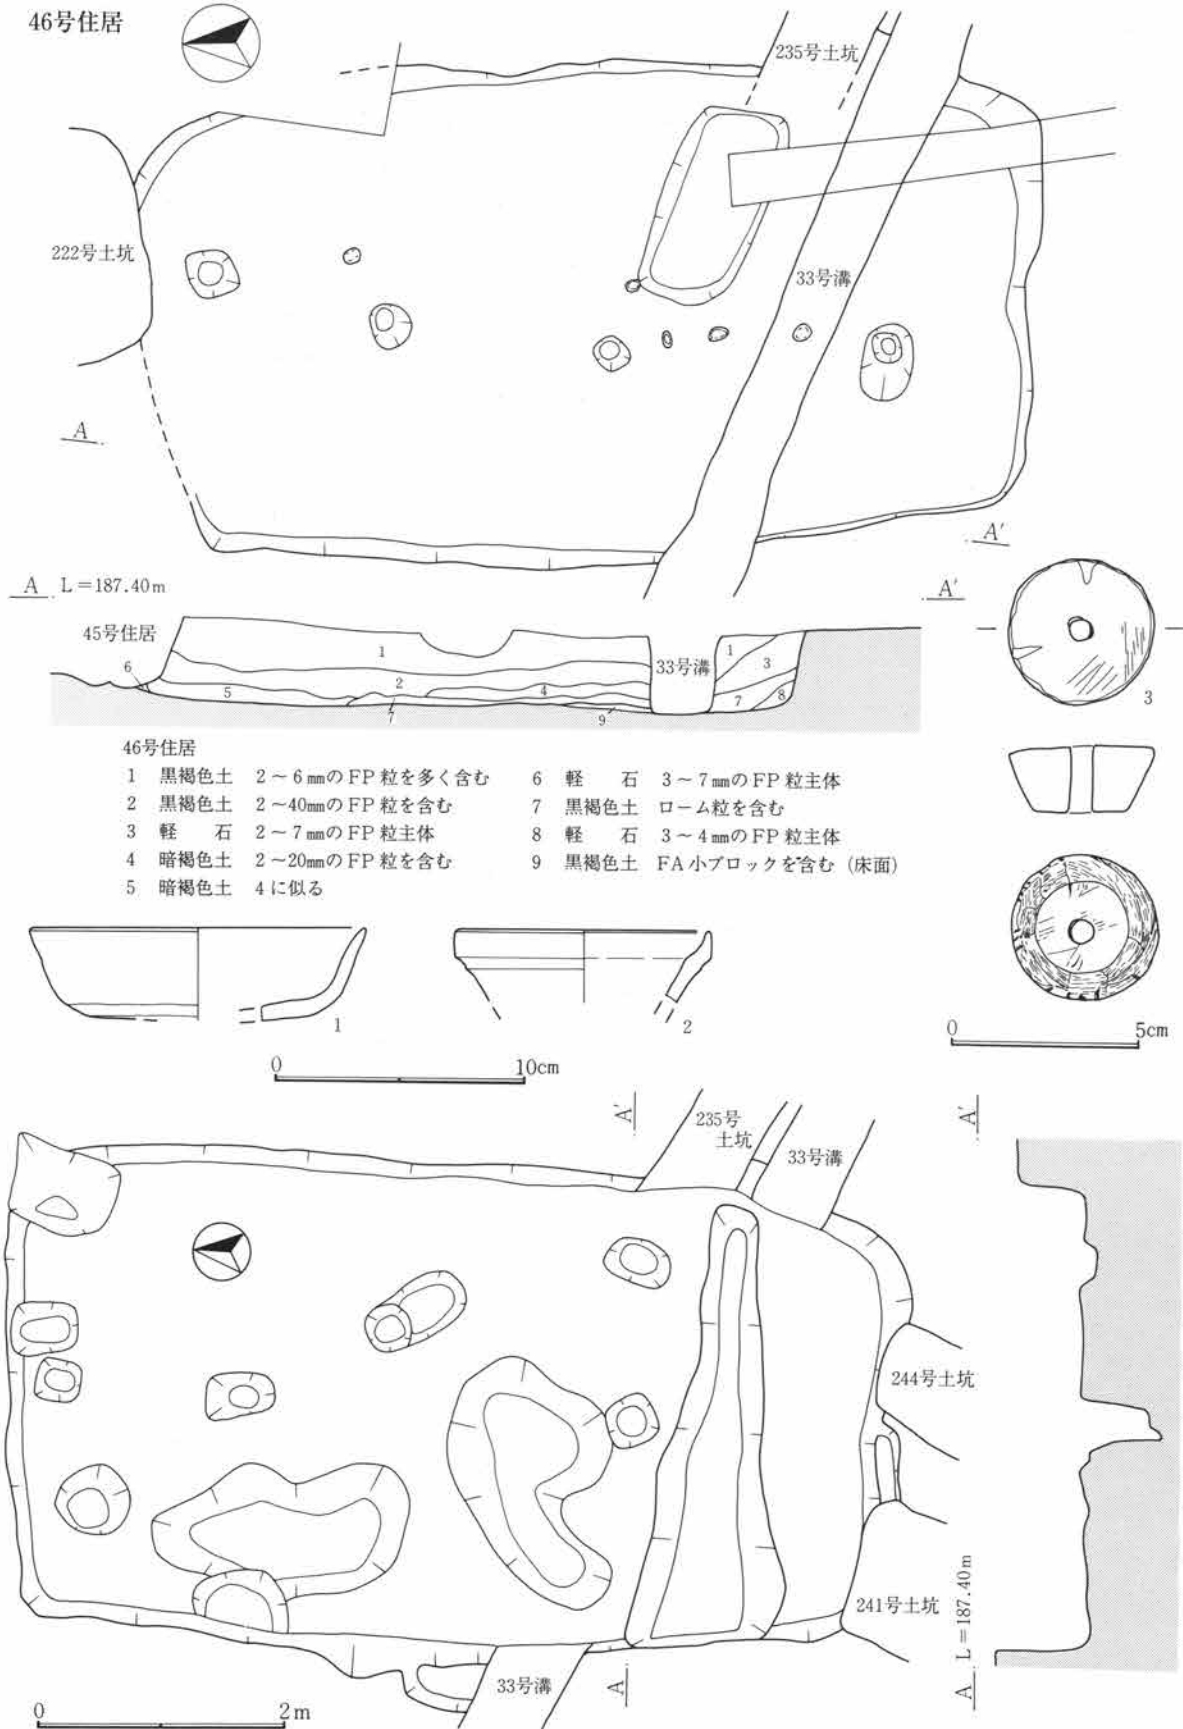 46号住居
235号土坑
222号土坑
33号溝
A
A′
A L=187.40m
A′
45号住居
1
6
2
5
4
7
9
33号溝
1
3
7
8
3
46号住居
1 黒褐色土 2～6㎜のFP粒を多く含む
2 黒褐色土 2～40㎜のFP粒を含む
3 軽 石 2～7㎜のFP粒主体
4 暗褐色土 2～20㎜のFP粒を含む
5 暗褐色土 4に似る
6 軽 石 3～7㎜のFP粒主体
7 黒褐色土 ローム粒を含む
8 軽 石 3～4㎜のFP粒主体
9 黒褐色土 FA小ブロックを含む（床面）
1
2
0 5cm
0 10cm
A′
A′
235号
土坑
33号溝
244号土坑
241号土坑
33号溝
A
A L=187.40m
0 2m